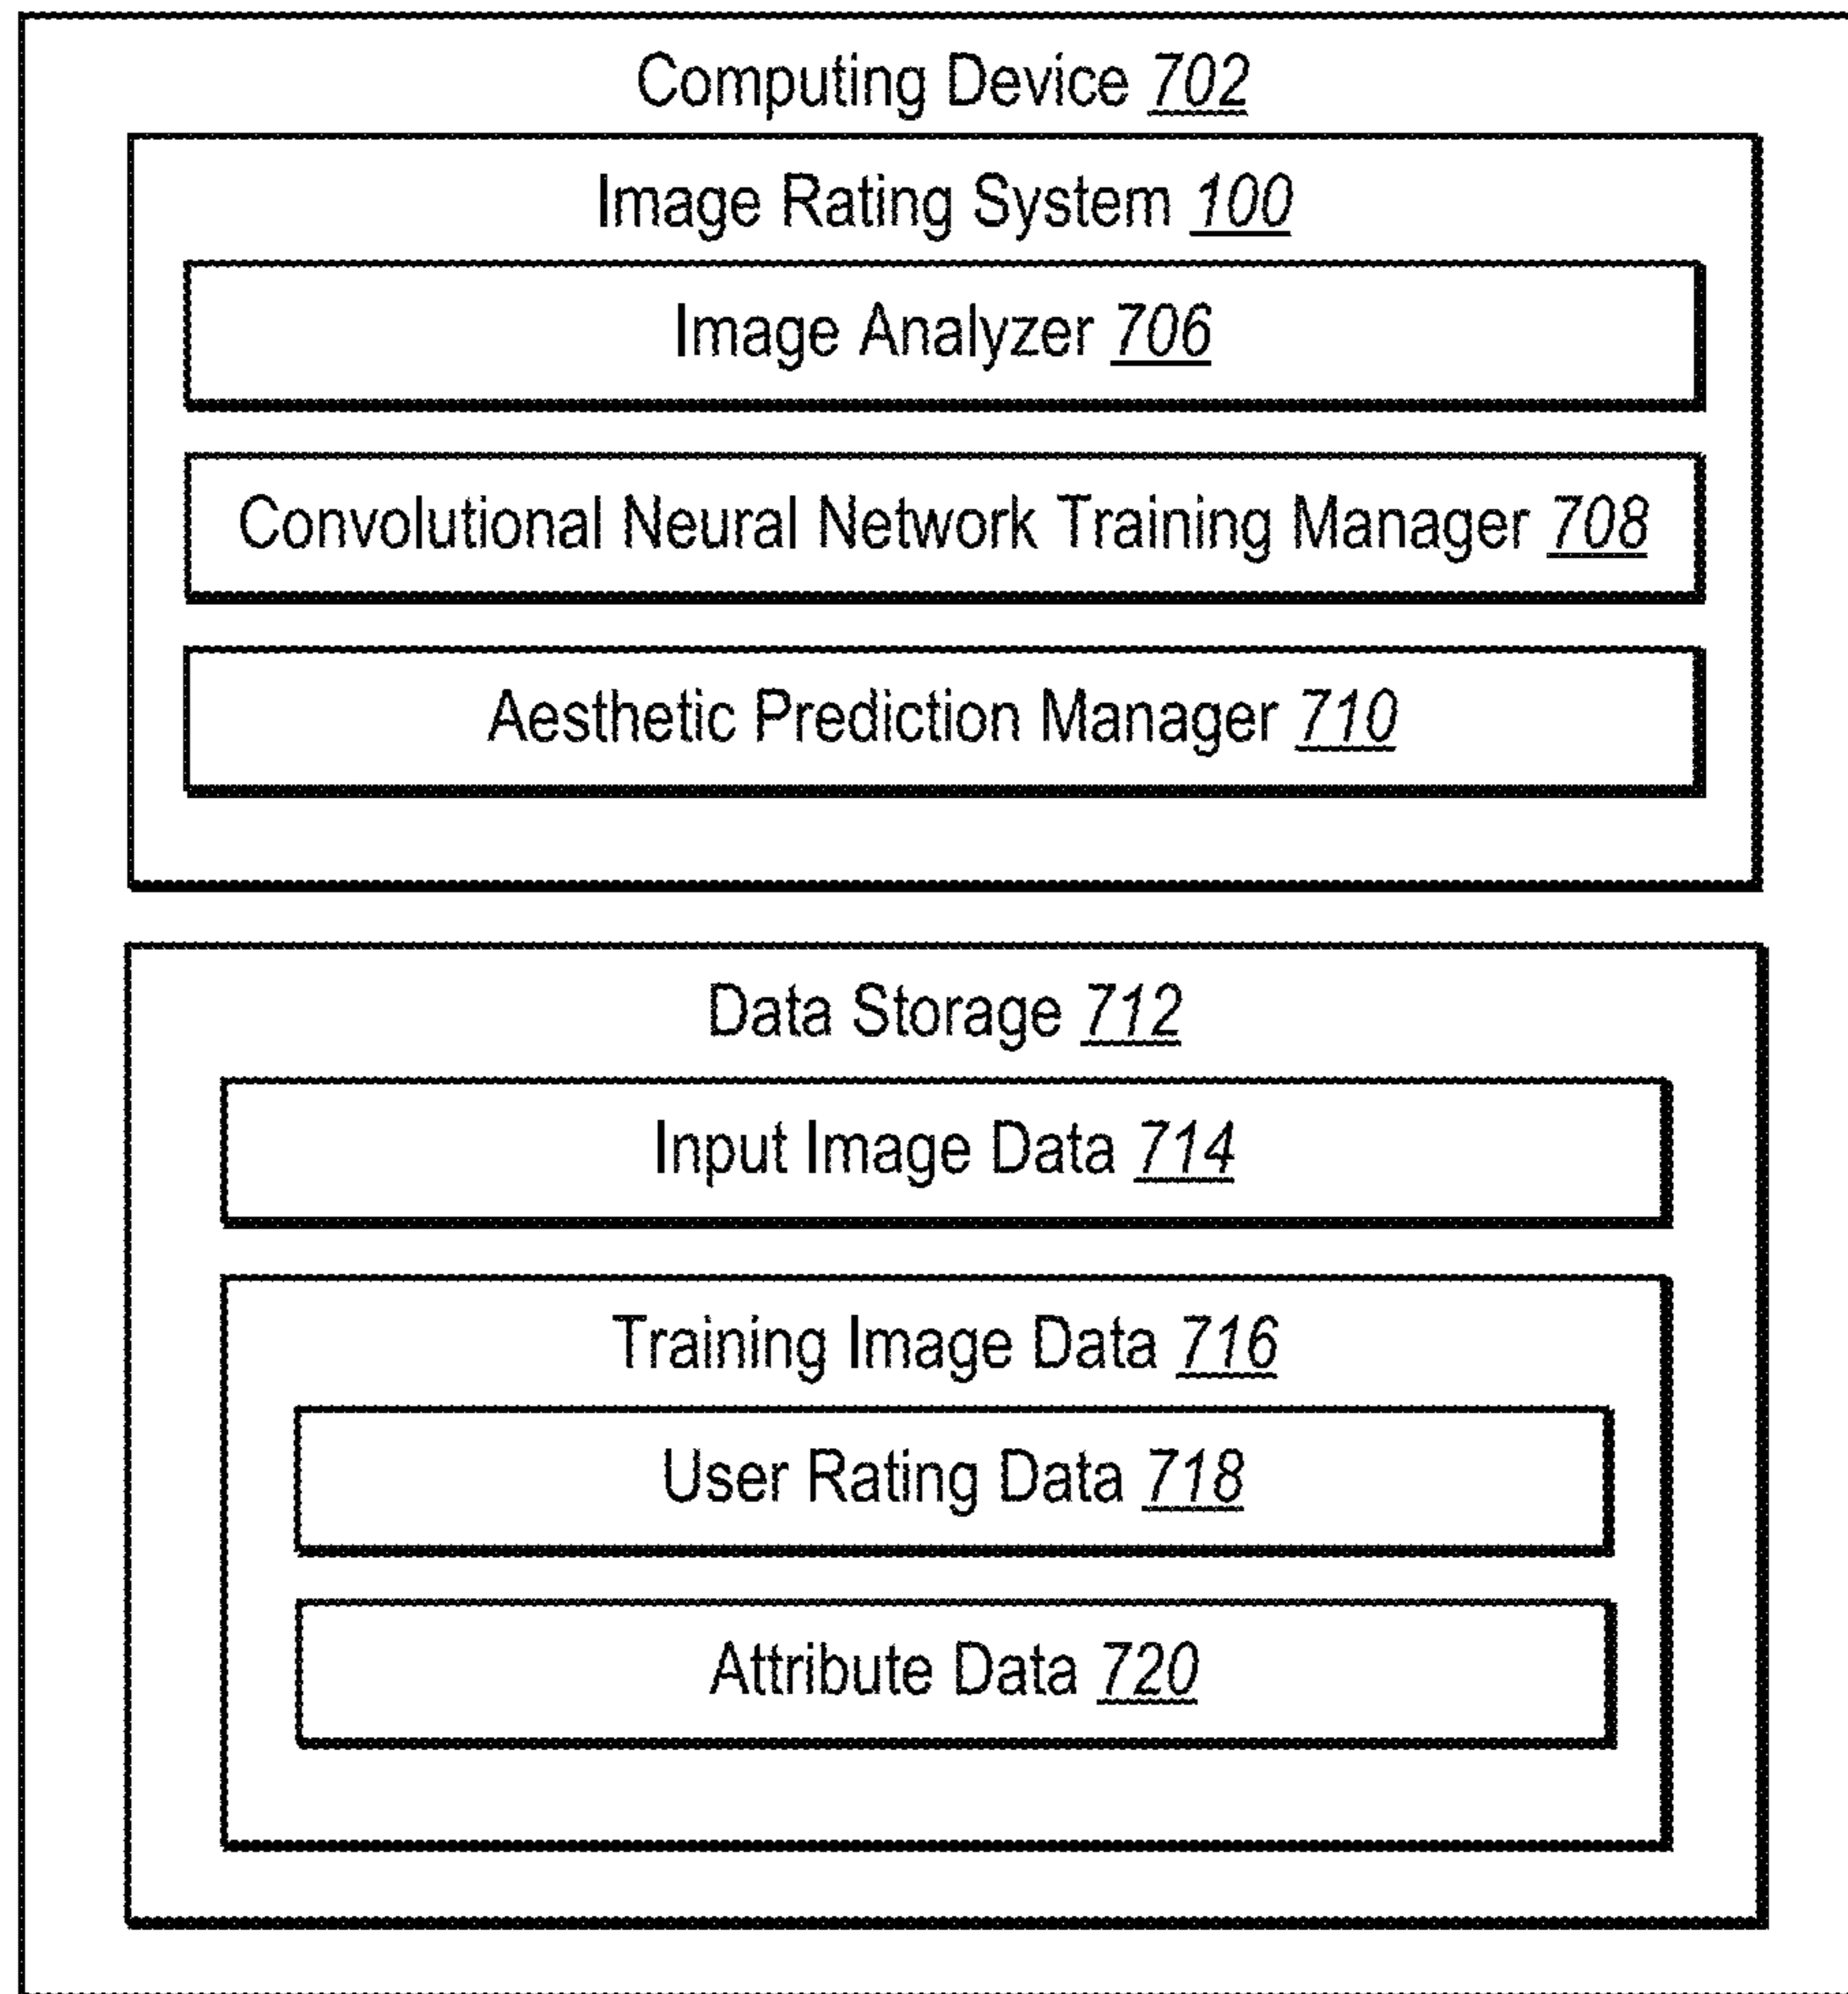 Computing Device 702
Image Rating System 100
Image Analyzer 706
Convolutional Neural Network Training Manager 708
Aesthetic Prediction Manager 710
Data Storage 712
Input Image Data 714
Training Image Data 716
User Rating Data 718
Attribute Data 720